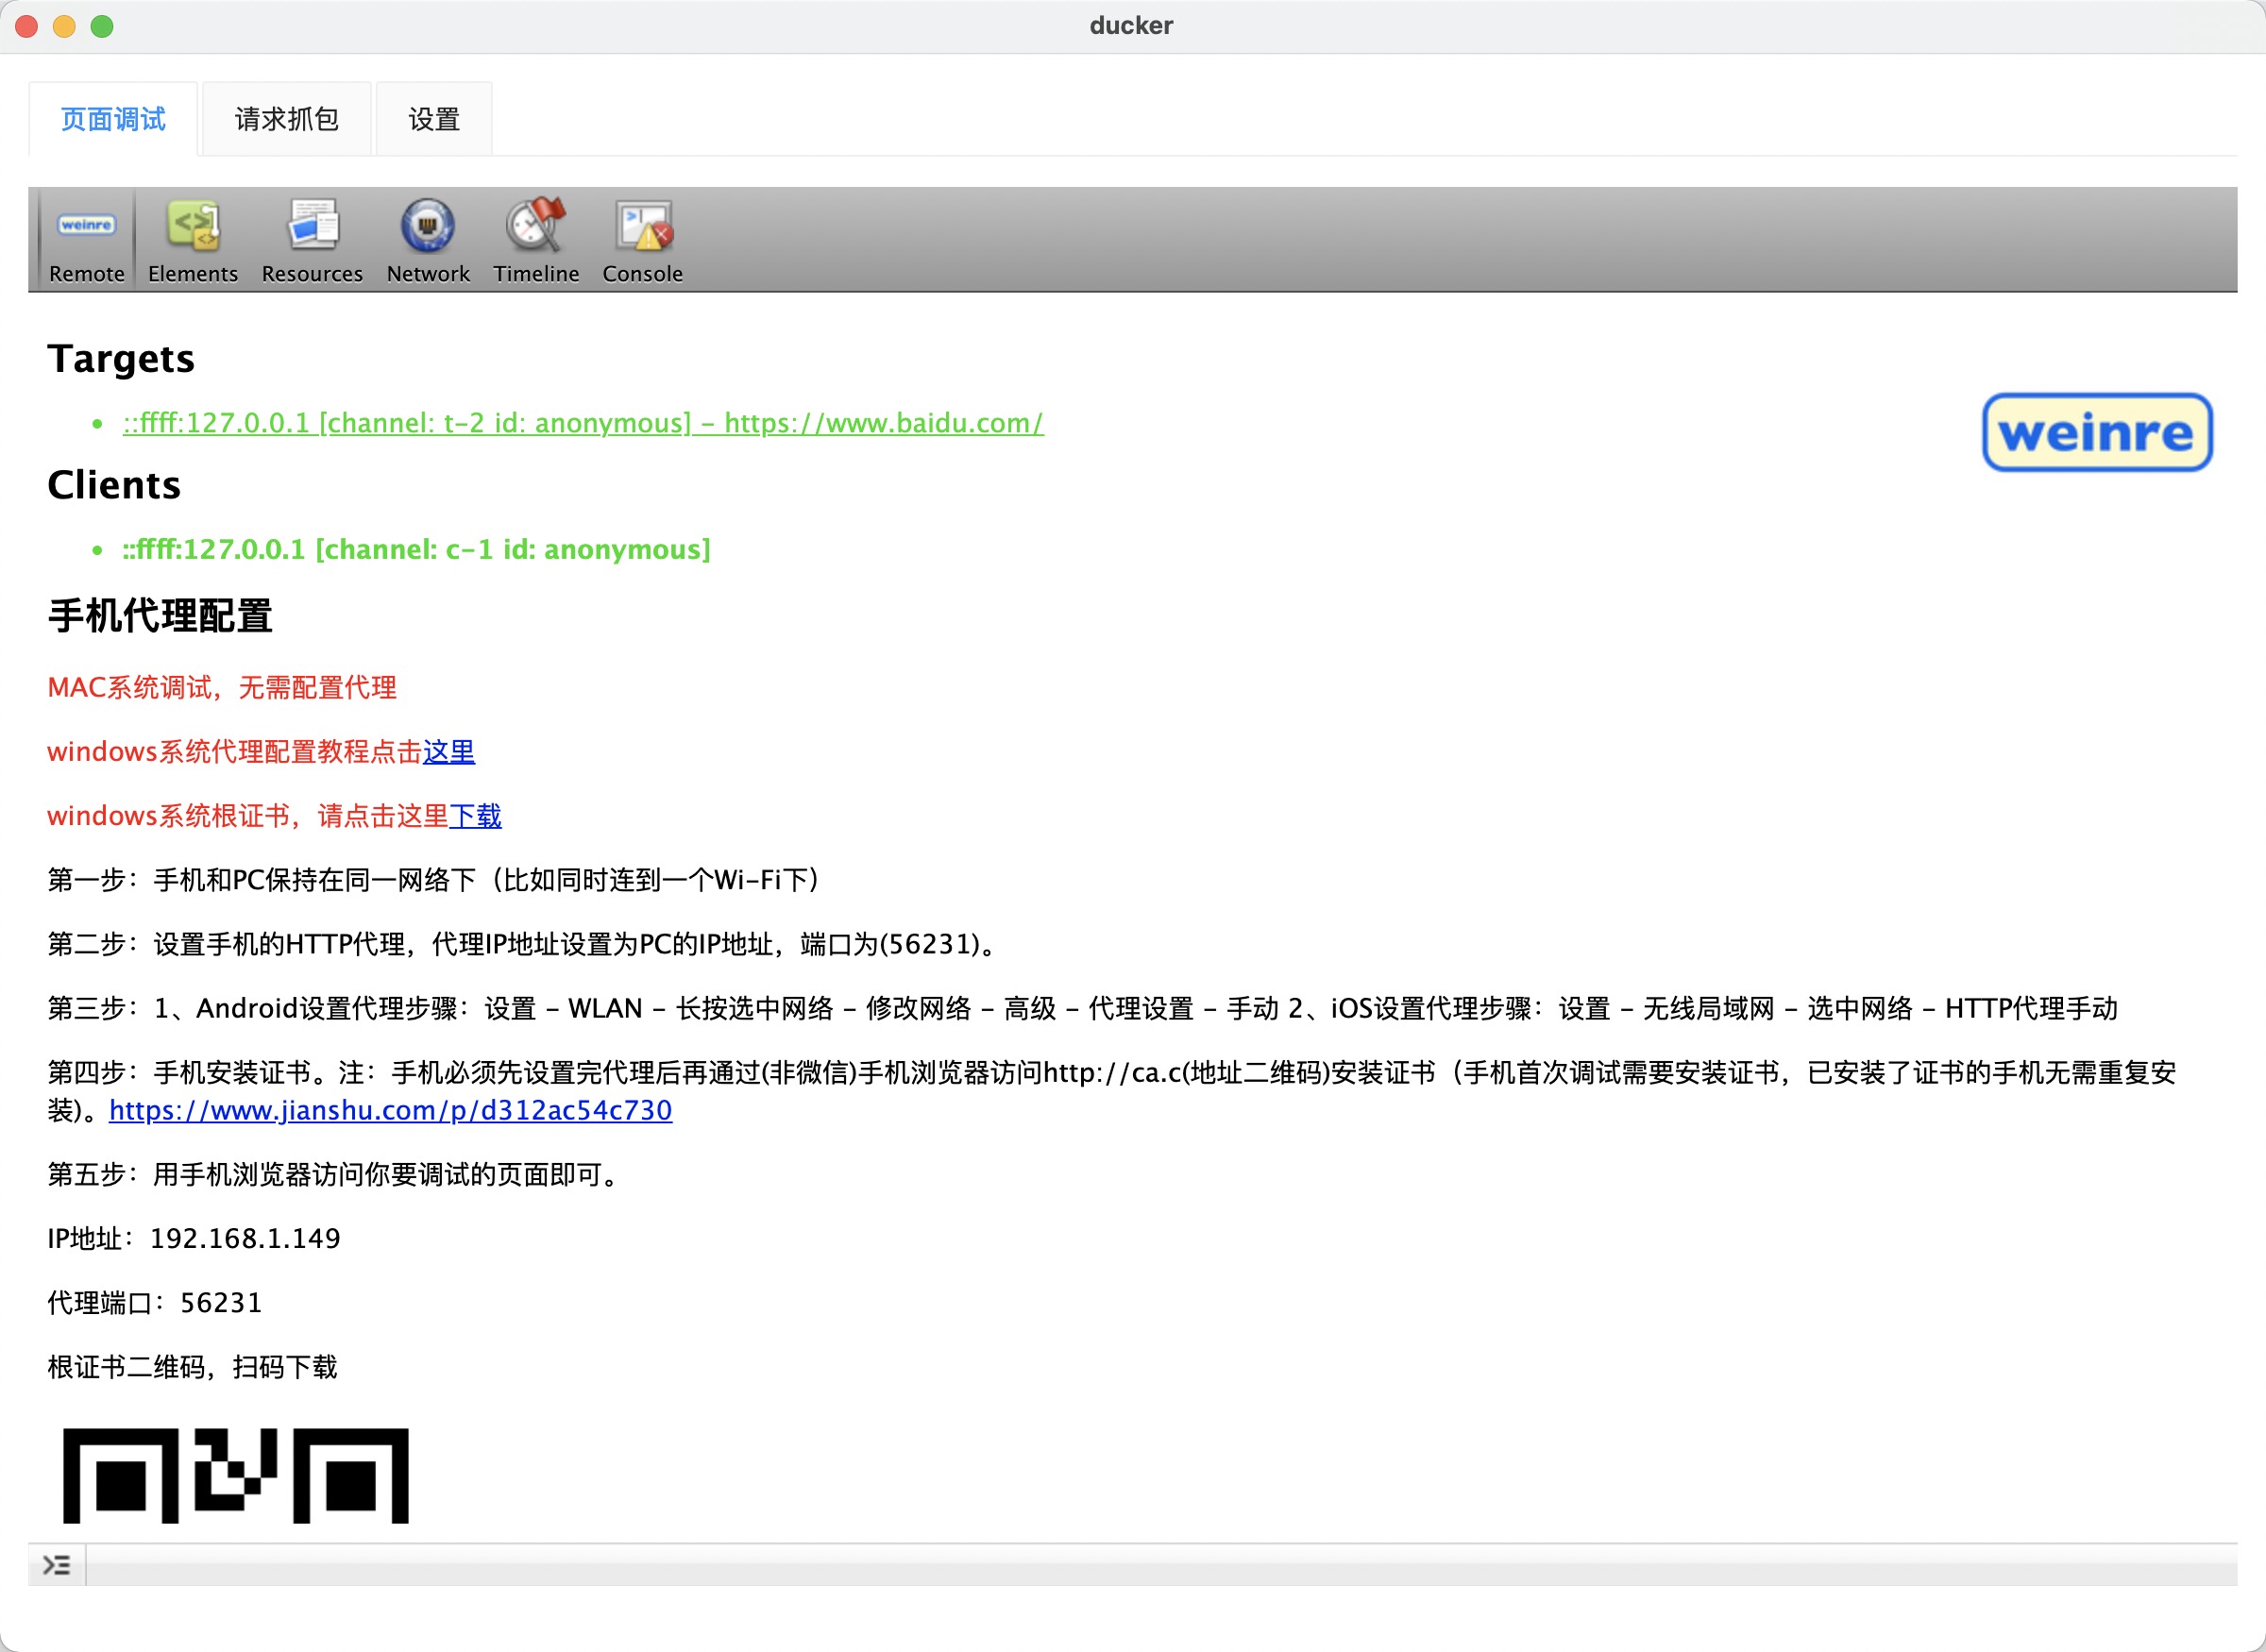 ducker
页面调试 请求抓包 设置
weinre
Remote Elements Resources Network Timeline Console
Targets
::ffff:127.0.0.1 [channel: t-2 id: anonymous] - https://www.baidu.com/
weinre
Clients
::ffff:127.0.0.1 [channel: c-1 id: anonymous]
手机代理配置
MAC系统调试，无需配置代理
windows系统代理配置教程点击这里
windows系统根证书，请点击这里下载
第一步：手机和PC保持在同一网络下（比如同时连到一个Wi-Fi下）
第二步：设置手机的HTTP代理，代理IP地址设置为PC的IP地址，端口为(56231)。
第三步：1、Android设置代理步骤：设置 - WLAN - 长按选中网络 - 修改网络 - 高级 - 代理设置 - 手动 2、iOS设置代理步骤：设置 - 无线局域网 - 选中网络 - HTTP代理手动
第四步：手机安装证书。注：手机必须先设置完代理后再通过(非微信)手机浏览器访问http://ca.c(地址二维码)安装证书（手机首次调试需要安装证书，已安装了证书的手机无需重复安
装)。https://www.jianshu.com/p/d312ac54c730
第五步：用手机浏览器访问你要调试的页面即可。
IP地址：192.168.1.149
代理端口：56231
根证书二维码，扫码下载